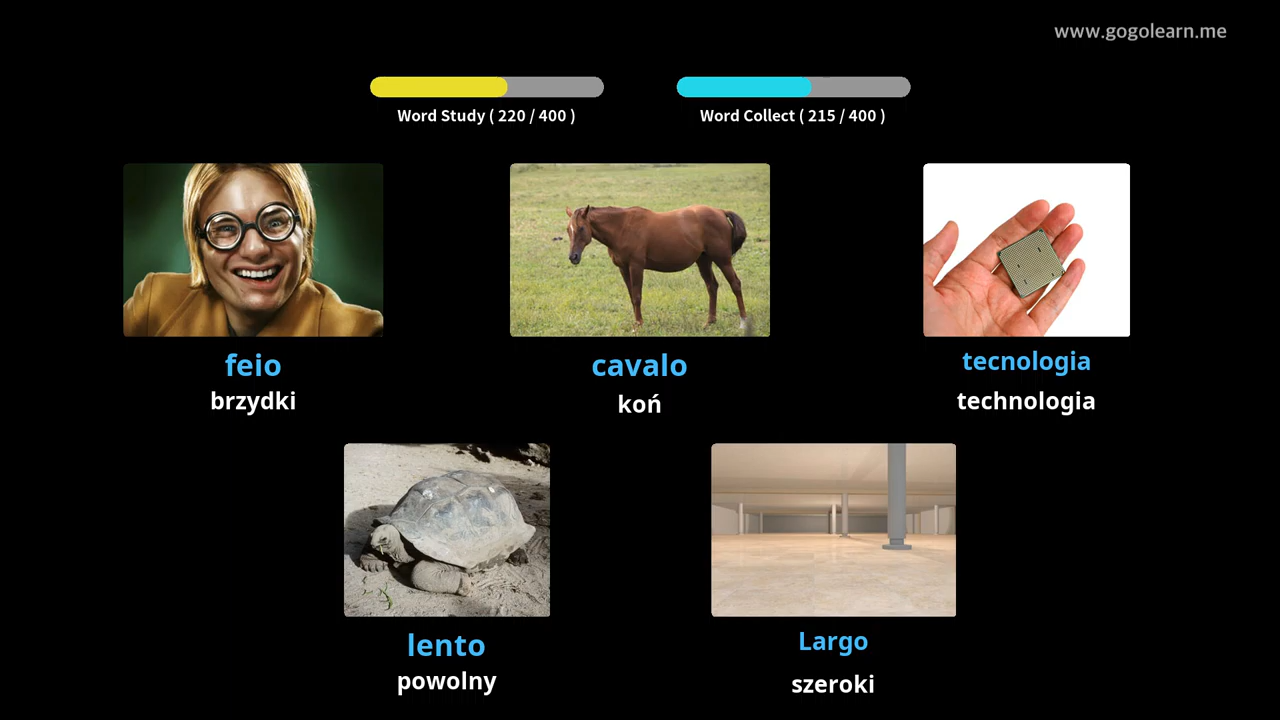 www.gogolearn.me
Word Study ( 220 / 400 )
Word Collect ( 215 / 400 )
feio
brzydki
cavalo
koń
tecnologia
technologia
lento
powolny
Largo
szeroki